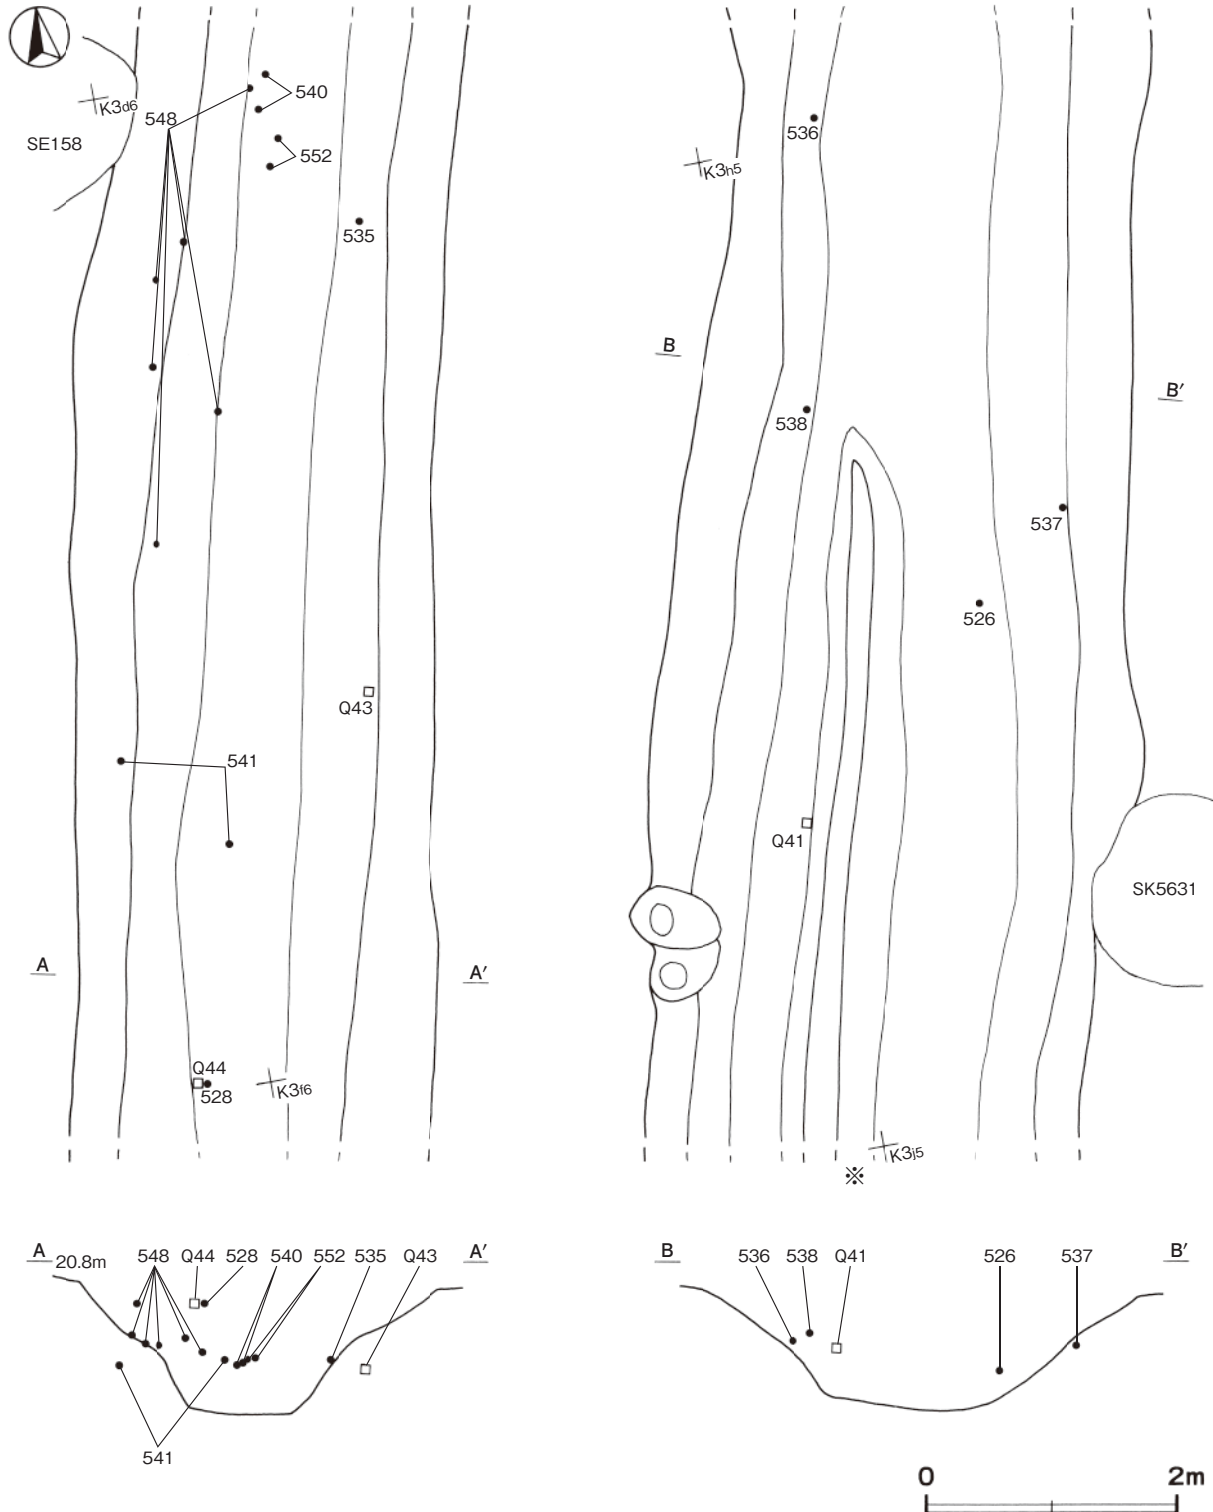 K3d6
SE158
548
540
552
535
Q43
541
A
A′
Q44
528
K3f6
536
K3h5
B
B′
538
537
526
Q41
SK5631
K3j5
※
A 20.8m 548 Q44 528 540 552 535 Q43 A′
541
B 536 538 Q41 526 537 B′
0 2m